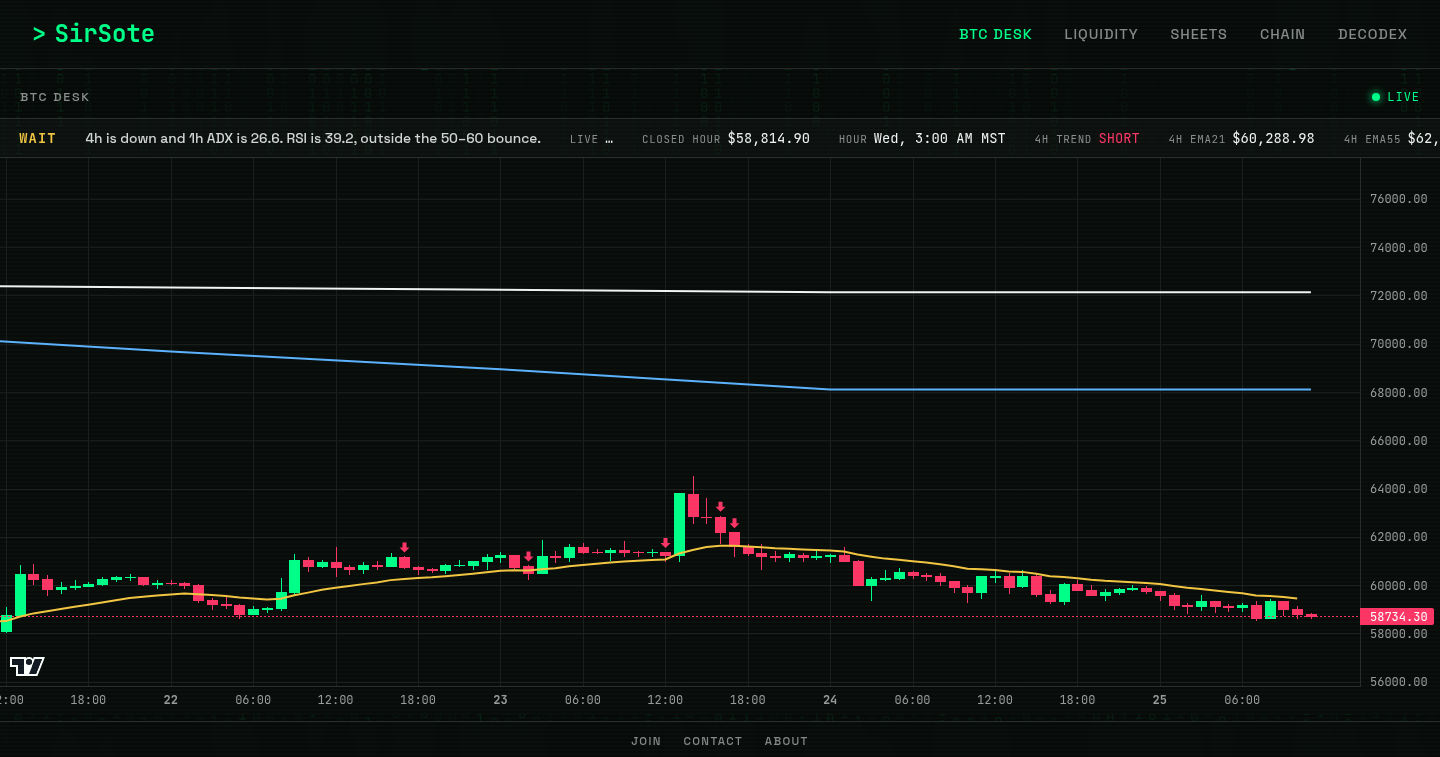 > SirSote
BTC DESK LIQUIDITY SHEETS CHAIN DECODEX
BTC DESK
LIVE
WAIT 4h is down and 1h ADX is 26.6. RSI is 39.2, outside the 50–60 bounce. LIVE … CLOSED HOUR $58,814.90 HOUR Wed, 3:00 AM MST 4H TREND SHORT 4H EMA21 $60,288.98 4H EMA55 $62,
76000.00
74000.00
72000.00
70000.00
68000.00
66000.00
64000.00
62000.00
60000.00
58734.30
58000.00
56000.00
2:00 18:00 22 06:00 12:00 18:00 23 06:00 12:00 18:00 24 06:00 12:00 18:00 25 06:00
JOIN CONTACT ABOUT